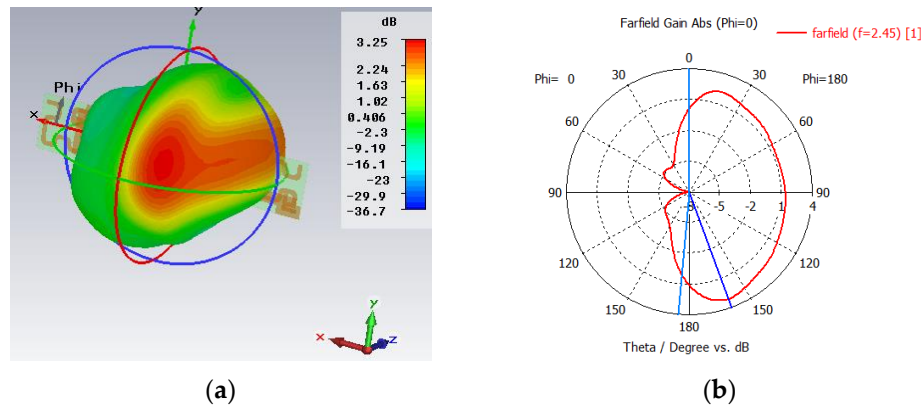 y
Phi
x
dB
3.25
2.24
1.63
1.02
0.406
-2.3
-9.19
-16.1
-23
-29.9
-36.7
y
x
z
(a)
Farfield Gain Abs (Phi=0)
farfield (f=2.45) [1]
Phi= 0
0
Phi=180
30
30
60
60
90
-5
-2
1
4
90
120
120
150
150
180
Theta / Degree vs. dB
(b)